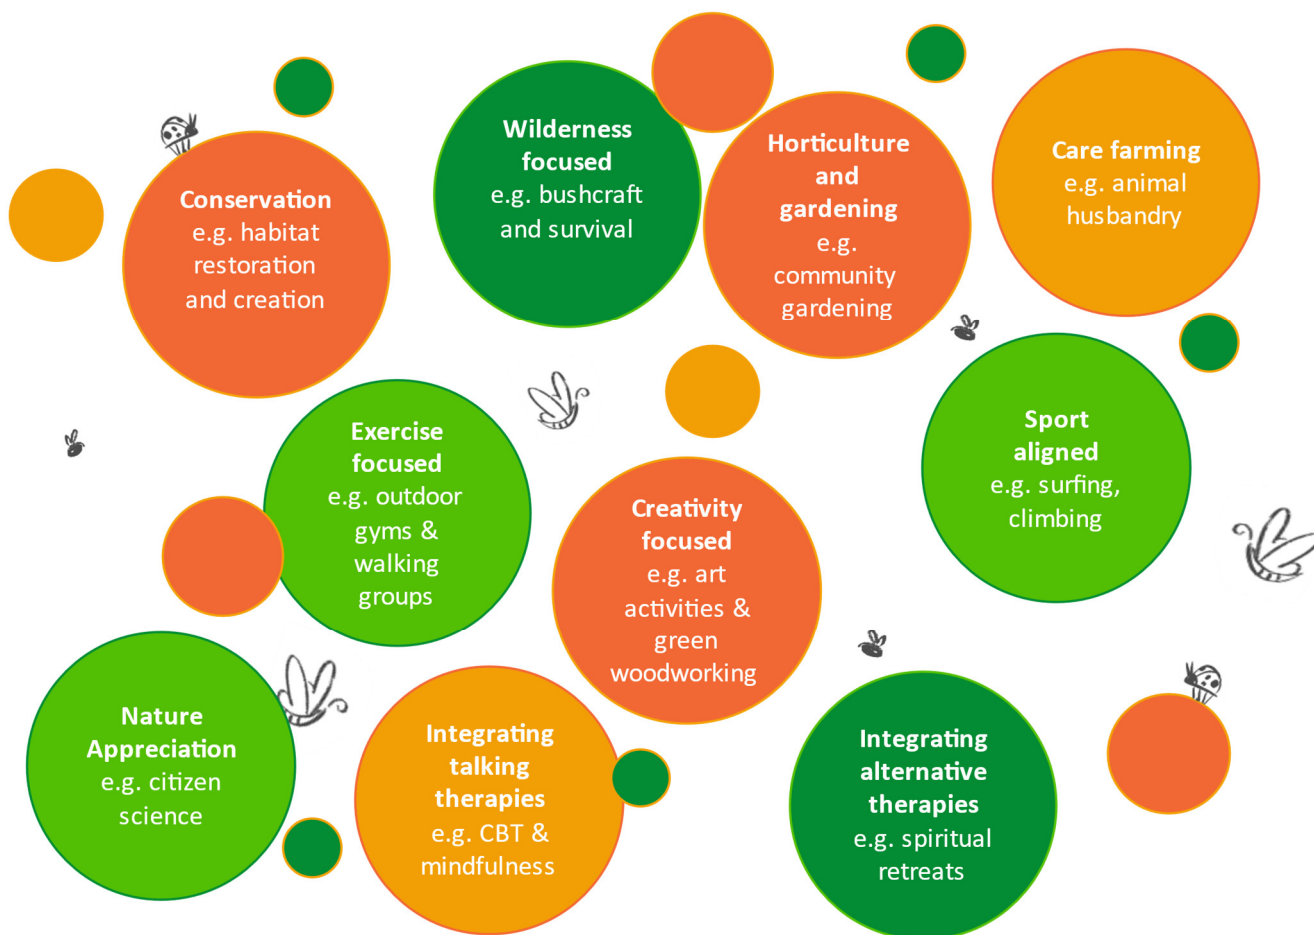 Conservation
e.g. habitat
restoration
and creation
Wilderness
focused
e.g. bushcraft
and survival
Horticulture
and
gardening
e.g.
community
gardening
Care farming
e.g. animal
husbandry
Exercise
focused
e.g. outdoor
gyms &
walking
groups
Creativity
focused
e.g. art
activities &
green
woodworking
Sport
aligned
e.g. surfing,
climbing
Nature
Appreciation
e.g. citizen
science
Integrating
talking
therapies
e.g. CBT &
mindfulness
Integrating
alternative
therapies
e.g. spiritual
retreats